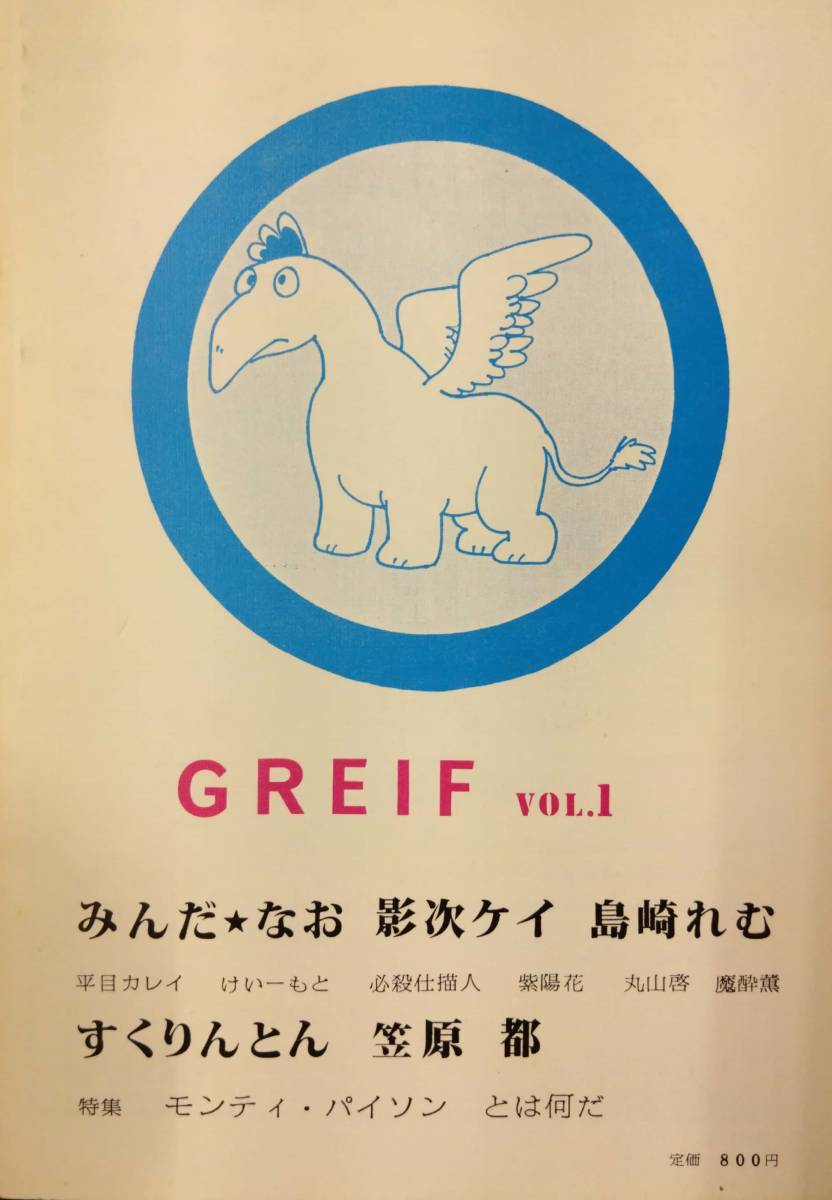 GREIF VOL.1
みんだ★なお 影次ケイ 島崎れむ
平目カレイ けいーもと 必殺仕描人 紫陽花 丸山啓 魔酔薫
すくりんとん 笠原 都
特集 モンティ・パイソン とは何だ
定価 800円